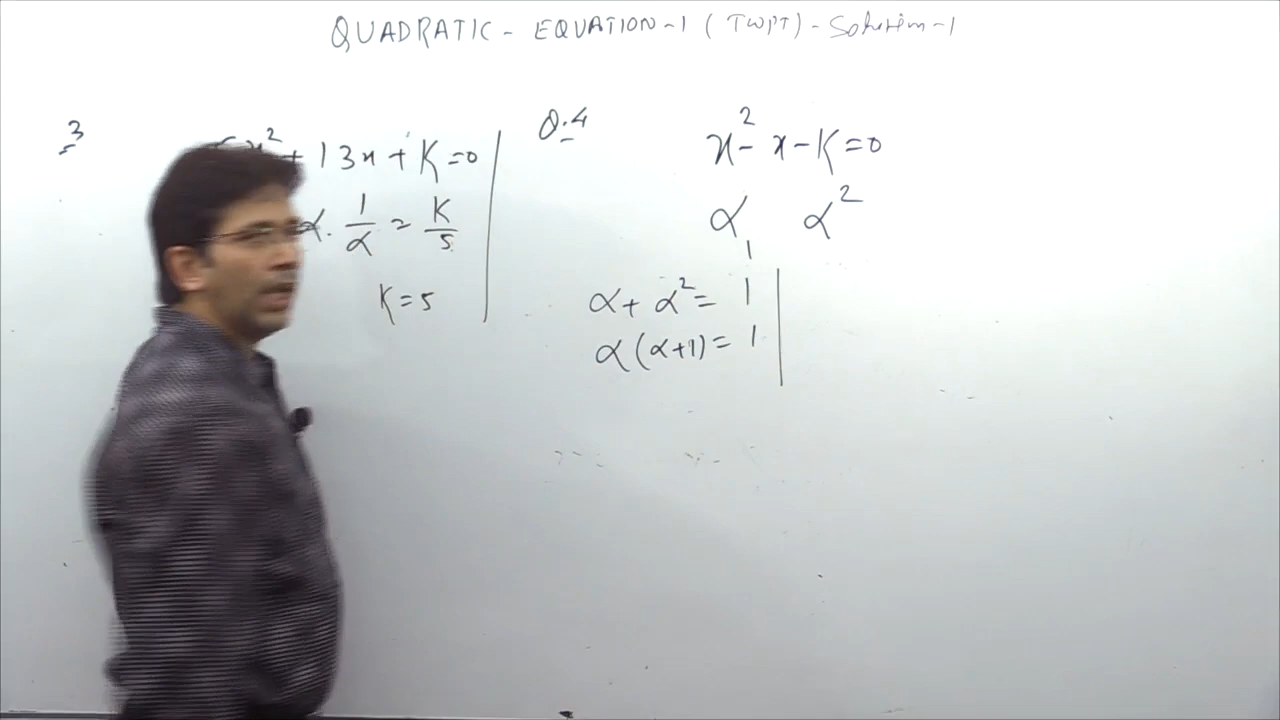 QUADRATIC - EQUATION-1 (TWPT) - Solution-1
3
5x² + 13x + K = 0
α · 1/α = K/5
K = 5
Q.4
x² - x - K = 0
α, α²
α + α² = 1
α(α+1) = 1